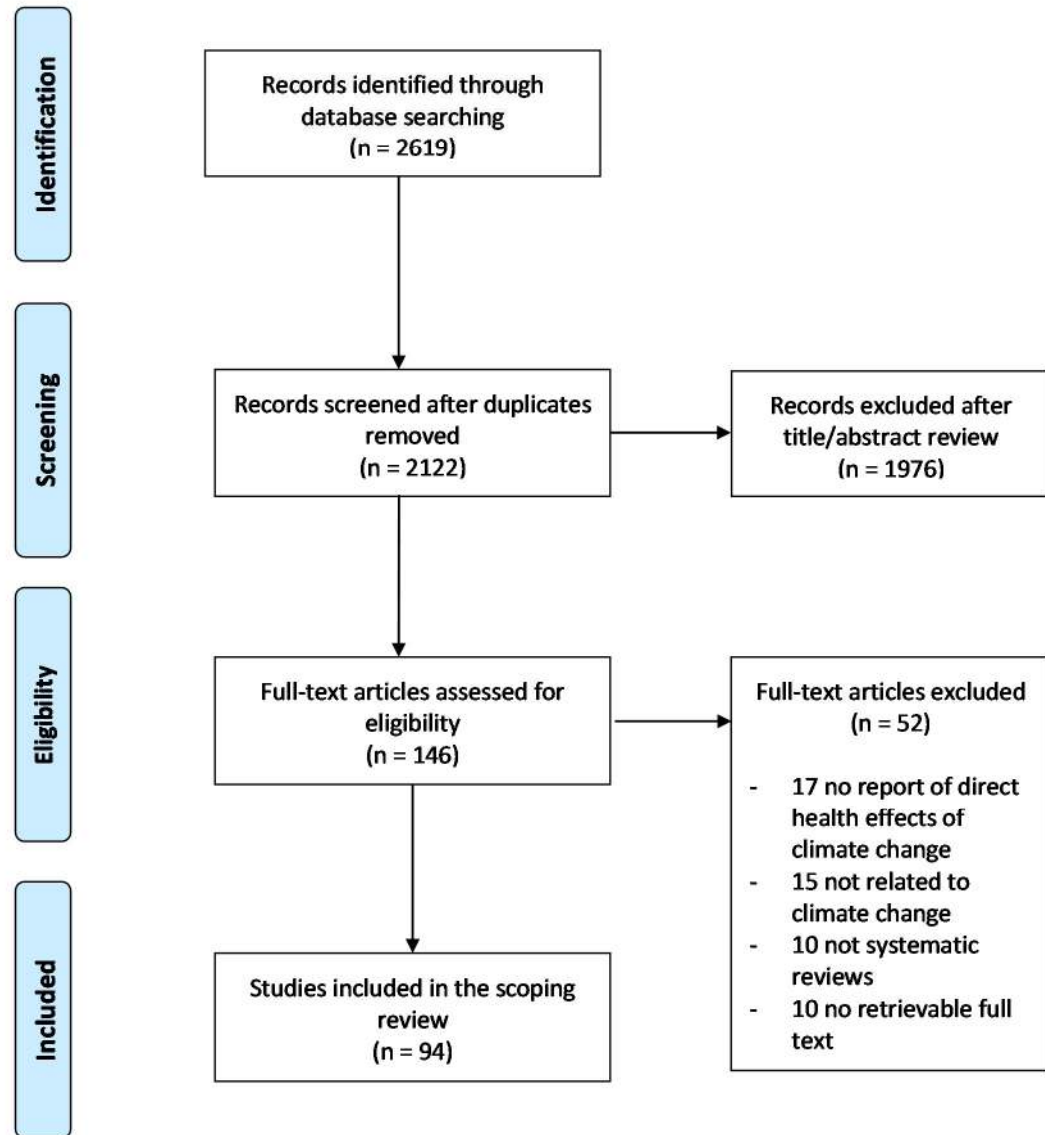 Identification
Records identified through
database searching
(n = 2619)
Screening
Records screened after duplicates
removed
(n = 2122)
Records excluded after
title/abstract review
(n = 1976)
Eligibility
Full-text articles assessed for
eligibility
(n = 146)
Full-text articles excluded
(n = 52)
- 17 no report of direct
health effects of
climate change
- 15 not related to
climate change
- 10 not systematic
reviews
- 10 no retrievable full
text
Included
Studies included in the scoping
review
(n = 94)